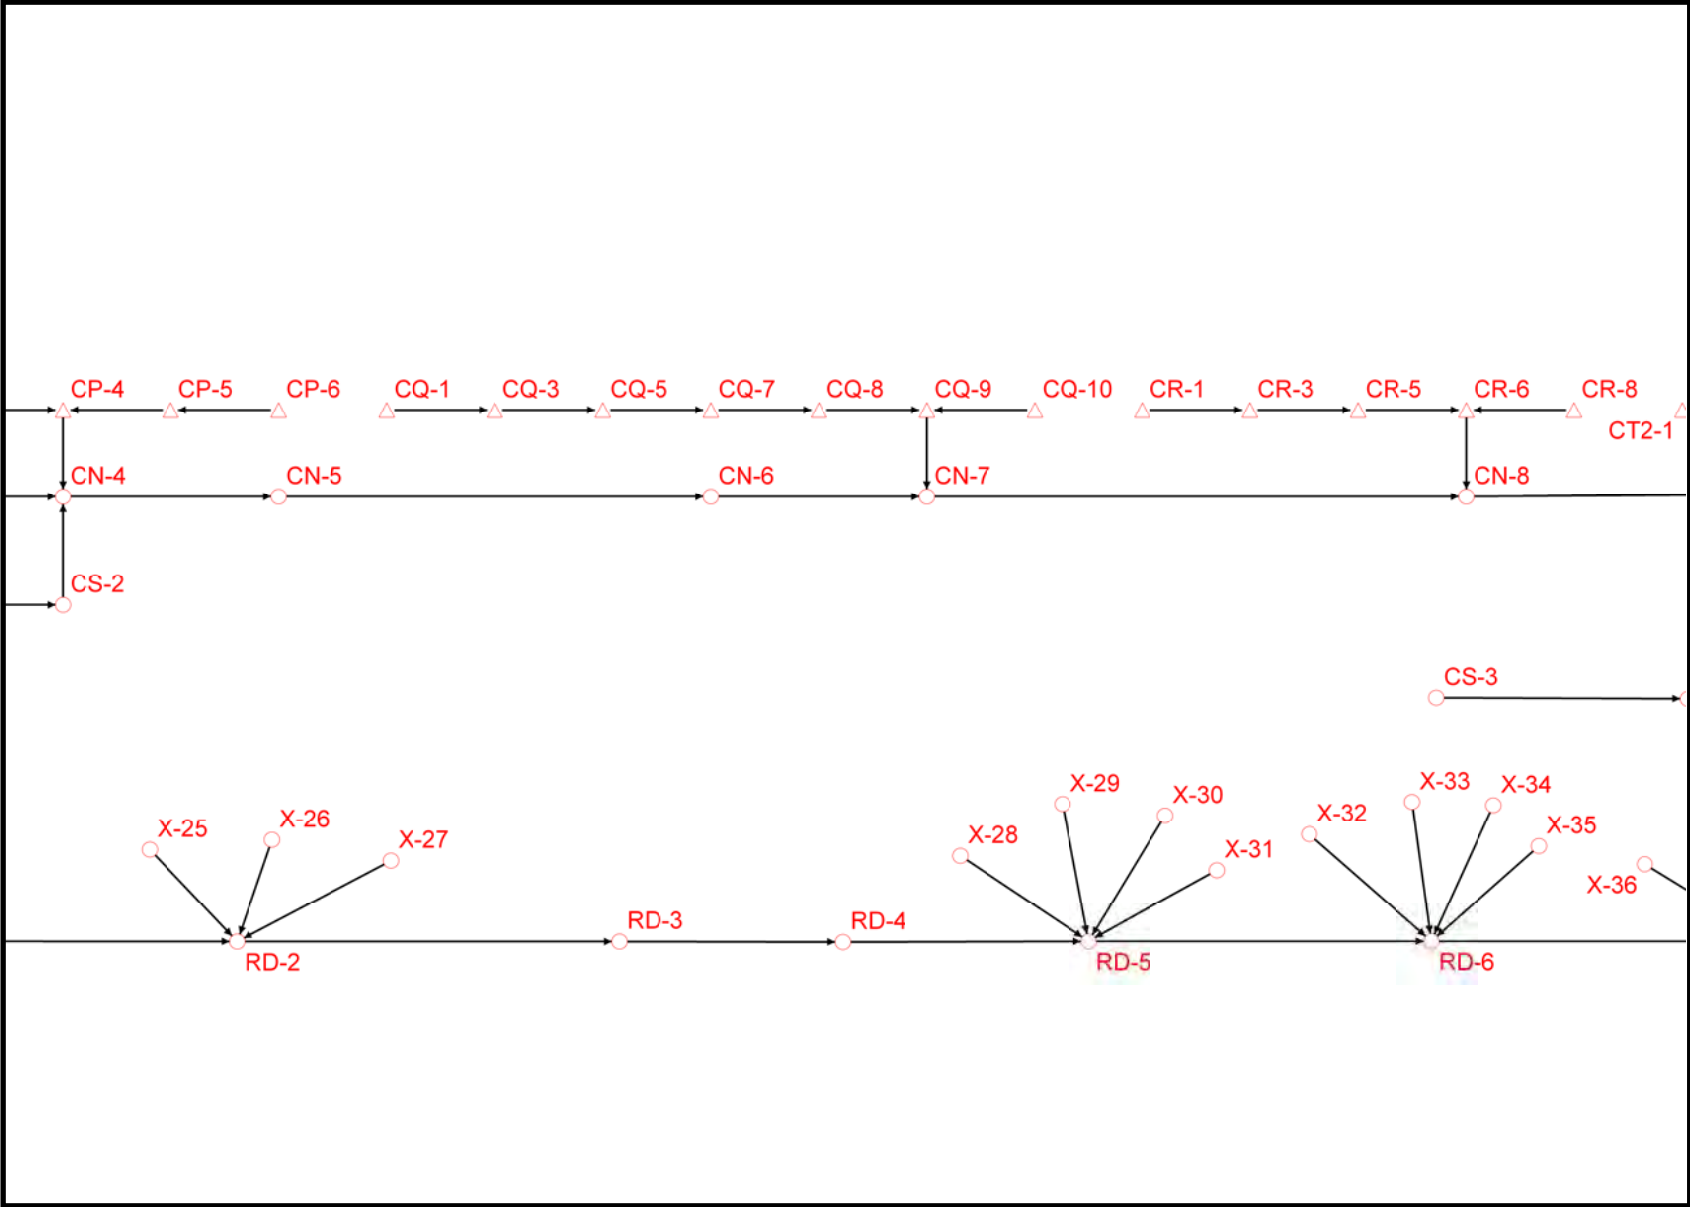 CP-4 CP-5 CP-6 CQ-1 CQ-3 CQ-5 CQ-7 CQ-8 CQ-9 CQ-10 CR-1 CR-3 CR-5 CR-6 CR-8
CT2-1
CN-4 CN-5 CN-6 CN-7 CN-8
CS-2
CS-3
X-29 X-33 X-34
X-30
X-25 X-26 X-32 X-35
X-27 X-28
X-31
X-36
RD-3 RD-4
RD-2 RD-5 RD-6